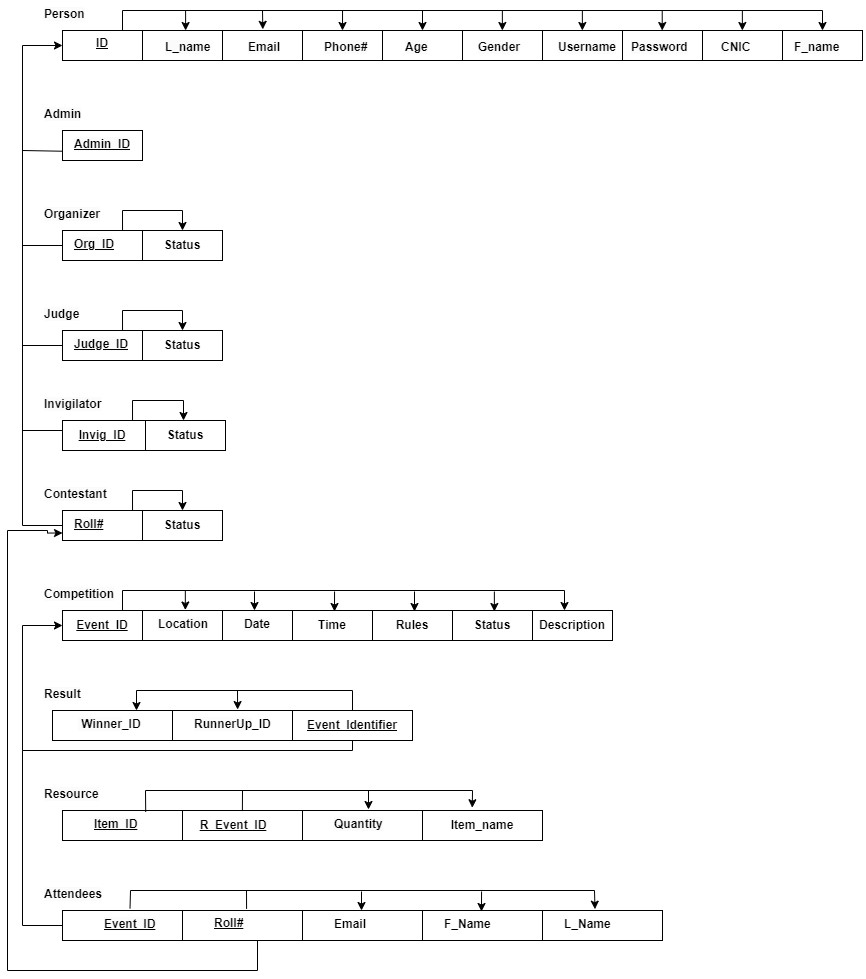 Person
ID L_name Email Phone# Age Gender Username Password CNIC F_name
Admin
Admin_ID
Organizer
Org_ID Status
Judge
Judge_ID Status
Invigilator
Invig_ID Status
Contestant
Roll# Status
Competition
Event_ID Location Date Time Rules Status Description
Result
Winner_ID RunnerUp_ID Event_Identifier
Resource
Item_ID R_Event_ID Quantity Item_name
Attendees
Event_ID Roll# Email F_Name L_Name